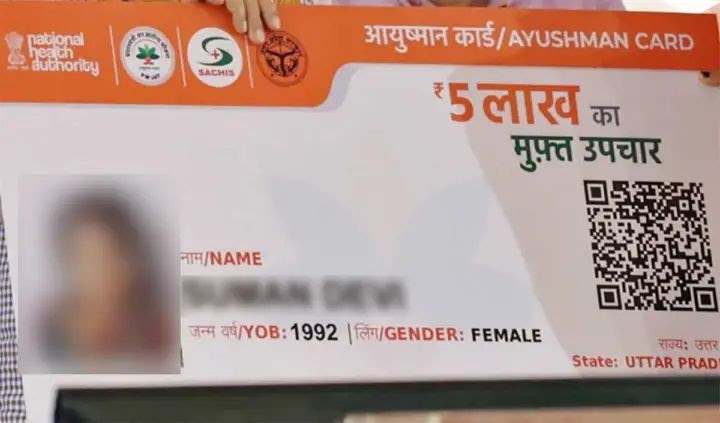 national
health
authority
SACHIS
आयुष्मान कार्ड/AYUSHMAN CARD
₹5 लाख का
मुफ़्त उपचार
नाम/NAME
जन्म वर्ष/YOB: 1992 | लिंग/GENDER: FEMALE
राज्य: उत्तर
State: UTTAR PRAD